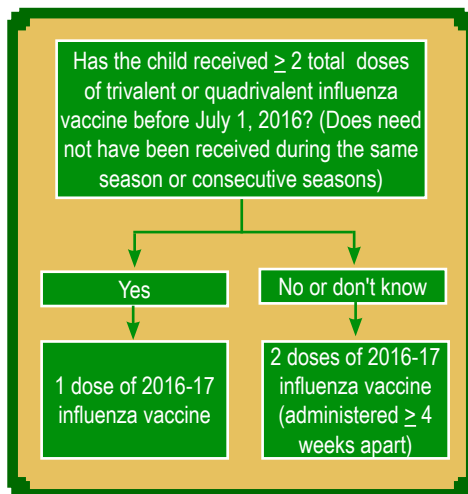 Has the child received ≥ 2 total doses
of trivalent or quadrivalent influenza
vaccine before July 1, 2016? (Does need
not have been received during the same
season or consecutive seasons)
Yes
No or don't know
1 dose of 2016-17
influenza vaccine
2 doses of 2016-17
influenza vaccine
(administered ≥ 4
weeks apart)